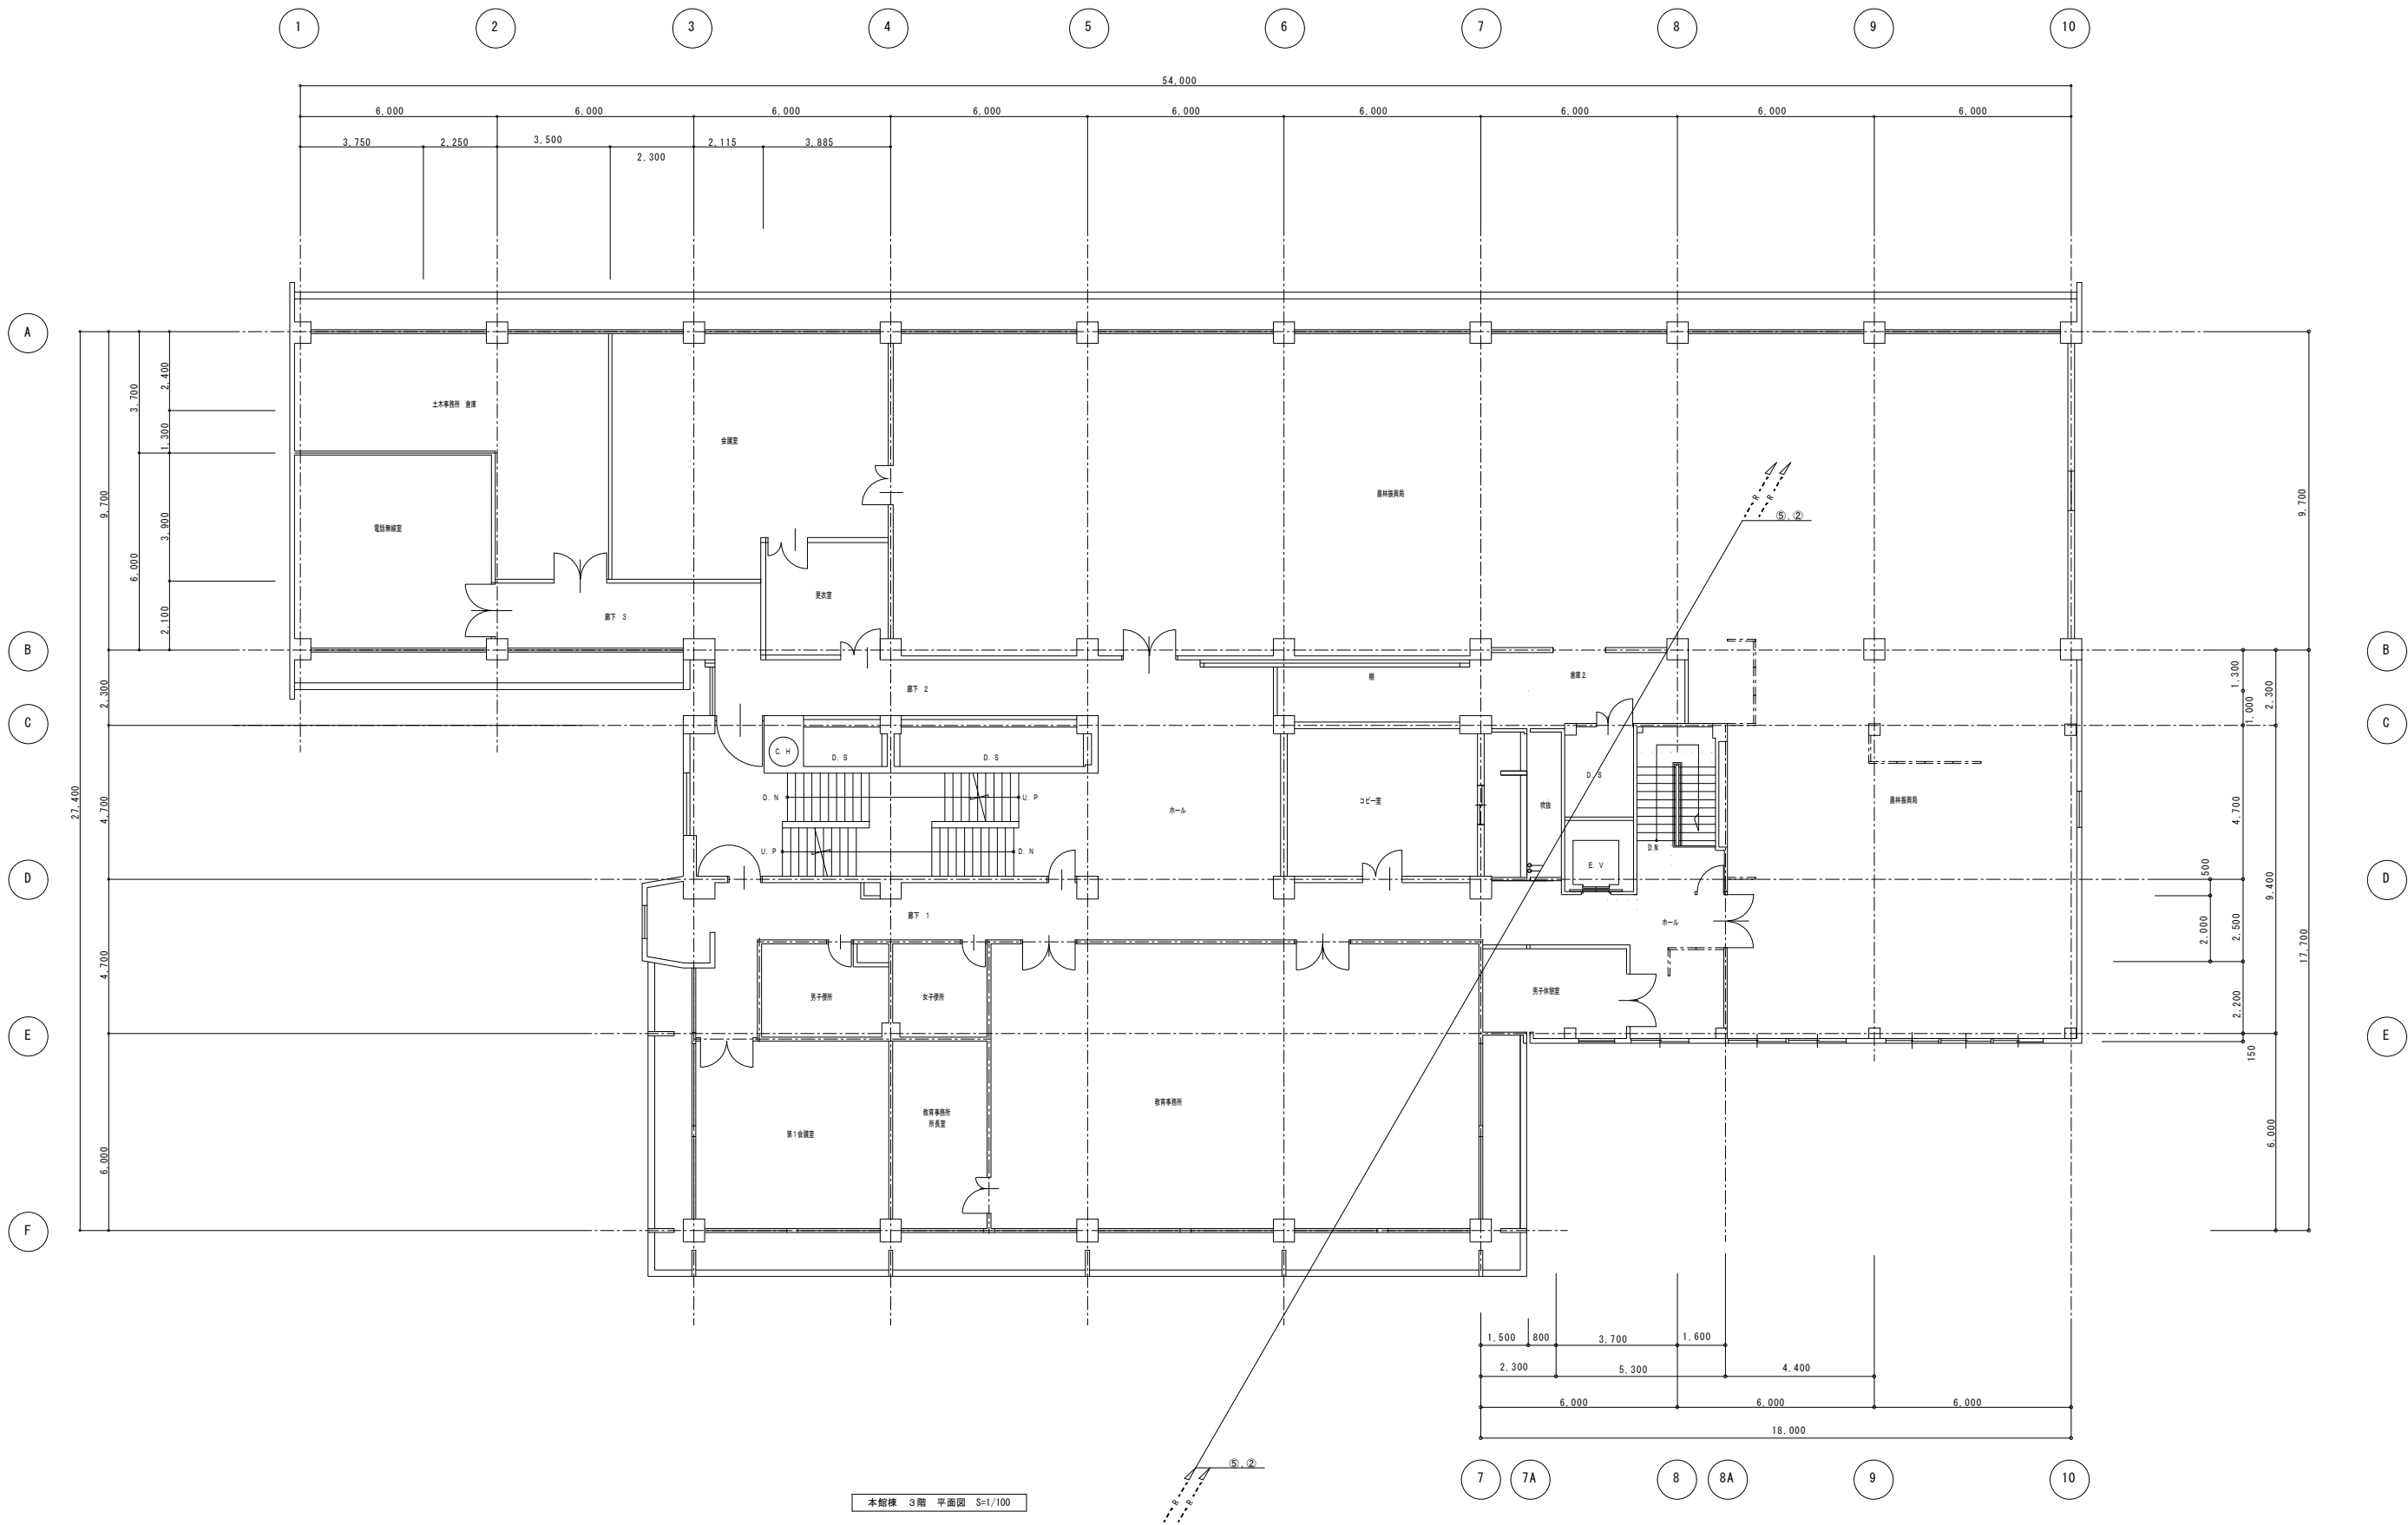 1 2 3 4 5 6 7 8 9 10
54,000
6,000 6,000 6,000 6,000 6,000 6,000 6,000 6,000 6,000
3,750 2,250 3,500 2,300 2,115 3,885
A
B
C
D
E
F
27,400
9,700 2,300 4,700 4,700 6,000
3,700 6,000
2,400 1,300 3,900 2,100
土木事務所 倉庫
会議室
農林振興局
電話無線室
更衣室
廊下 3
R R
⑤.②
廊下 2
棚
倉庫2
C.H
D.S
D.S
D.N
U.P
U.P
D.N
ホール
コピー室
吹抜
D.S
E.V
D.N
農林振興局
廊下 1
ホール
男子便所
女子便所
男子休憩室
第1会議室
教育事務所
所長室
教育事務所
B
C
D
E
9,700
17,700
2,300
9,400
6,000
1,300
1,000
4,700
500
2,000
2,500
2,200
150
1,500 800 3,700 1,600
2,300 5,300 4,400
6,000 6,000 6,000
18,000
7 7A 8 8A 9 10
⑤.②
R R
本館棟 3階 平面図 S=1/100